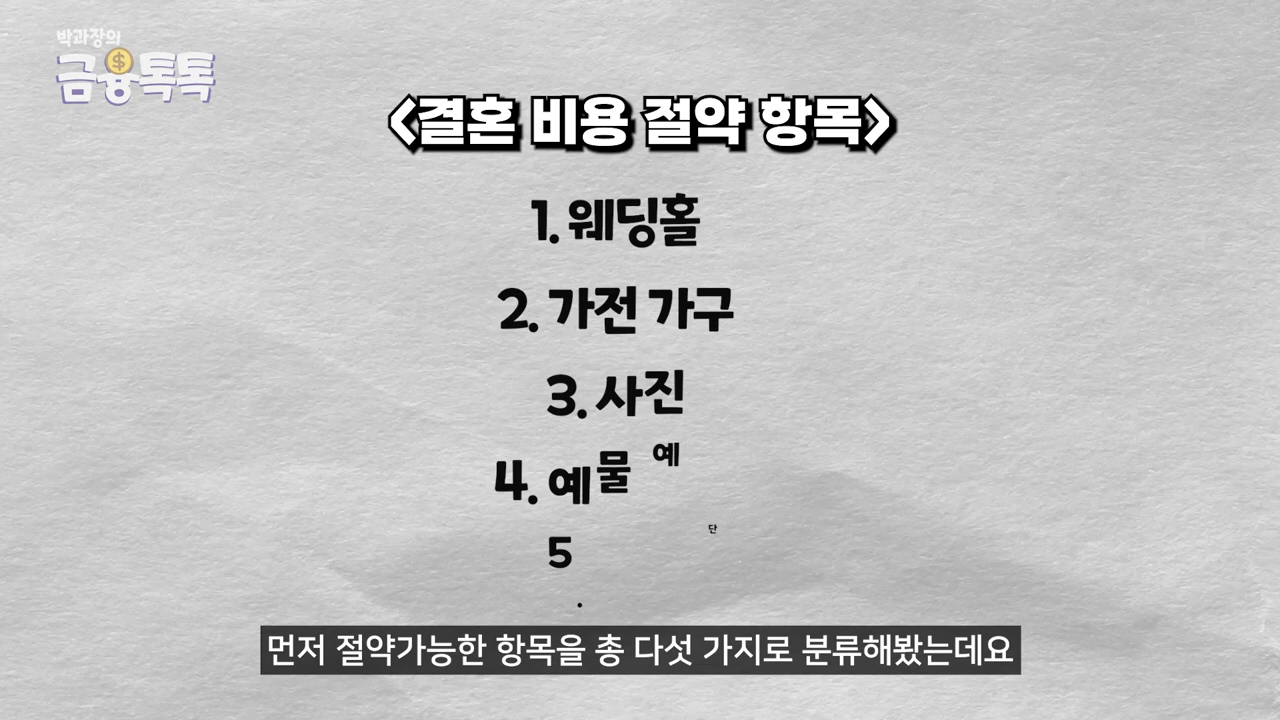 박과장의
금융톡톡
<결혼 비용 절약 항목>
1. 웨딩홀
2. 가전 가구
3. 사진
4. 예물 예단
5.
먼저 절약가능한 항목을 총 다섯 가지로 분류해봤는데요